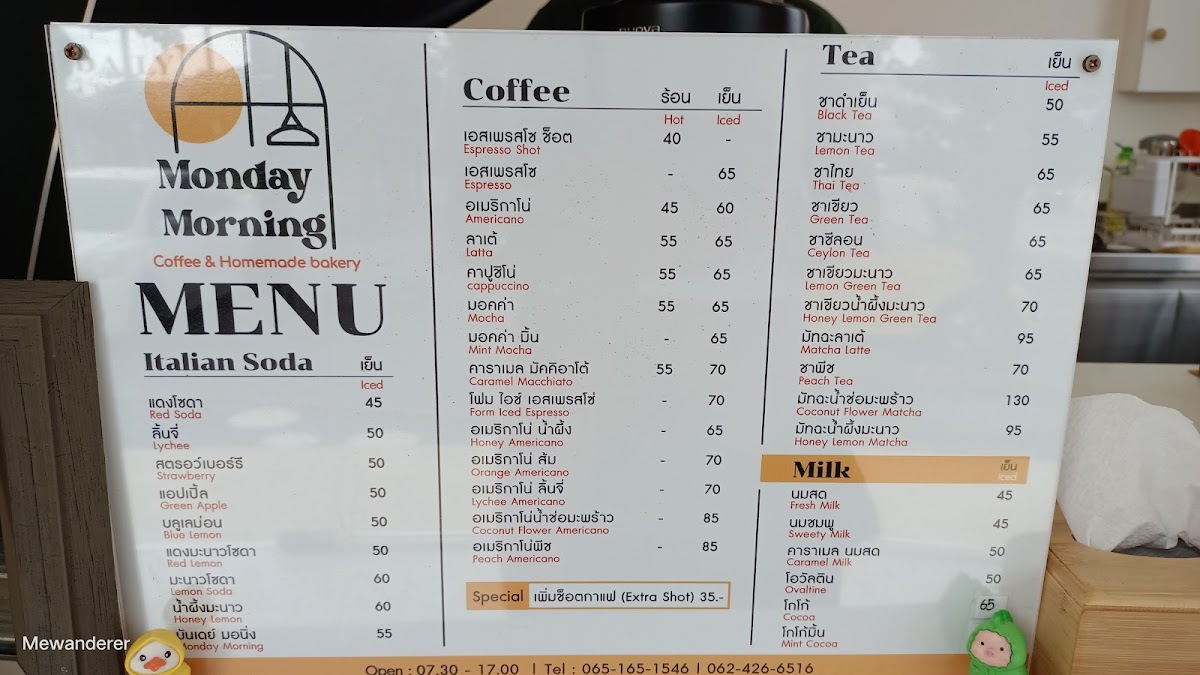 Monday
Morning
Coffee & Homemade bakery
MENU
Italian Soda เย็น
Iced
แดงโซดา 45
Red Soda
ลิ้นจี่ 50
Lychee
สตรอว์เบอร์รี 50
Strawberry
แอปเปิ้ล 50
Green Apple
บลูเลม่อน 50
Blue Lemon
แดงมะนาวโซดา 50
Red Lemon
มะนาวโซดา 60
Lemon Soda
น้ำผึ้งมะนาว 60
Honey Lemon
มันเดย์ มอนิ่ง 55
Monday Morning
Coffee ร้อน เย็น
Hot Iced
เอสเพรสโซ ช็อต 40 -
Espresso Shot
เอสเพรสโซ - 65
Espresso
อเมริกาโน่ 45 60
Americano
ลาเต้ 55 65
Latta
คาปูชิโน่ 55 65
cappuccino
มอคค่า 55 65
Mocha
มอคค่า มิ้น - 65
Mint Mocha
คาราเมล มัคคิอาโต้ 55 70
Caramel Macchiato
โฟม ไอซ์ เอสเพรสโซ่ - 70
Form Iced Espresso
อเมริกาโน่ น้ำผึ้ง - 65
Honey Americano
อเมริกาโน่ ส้ม - 70
Orange Americano
อเมริกาโน่ ลิ้นจี่ - 70
Lychee Americano
อเมริกาโน่น้ำช่อมะพร้าว - 85
Coconut Flower Americano
อเมริกาโน่พีช - 85
Peach Americano
Special เพิ่มช็อตกาแฟ (Extra Shot) 35.-
Tea เย็น
Iced
ชาดำเย็น 50
Black Tea
ชามะนาว 55
Lemon Tea
ชาไทย 65
Thai Tea
ชาเขียว 65
Green Tea
ชาซีลอน 65
Ceylon Tea
ชาเขียวมะนาว 65
Lemon Green Tea
ชาเขียวน้ำผึ้งมะนาว 70
Honey Lemon Green Tea
มัทฉะลาเต้ 95
Matcha Latte
ชาพีช 70
Peach Tea
มัทฉะน้ำช่อมะพร้าว 130
Coconut Flower Matcha
มัทฉะน้ำผึ้งมะนาว 95
Honey Lemon Matcha
Milk เย็น
Iced
นมสด 45
Fresh Milk
นมชมพู 45
Sweety Milk
คาราเมล นมสด 50
Caramel Milk
โอวัลติน 50
Ovaltine
โกโก้ 65
Cocoa
โกโก้มิ้น
Mint Cocoa
Open : 07.30 - 17.00 | Tel : 065-165-1546 | 062-426-6516
Mewanderer